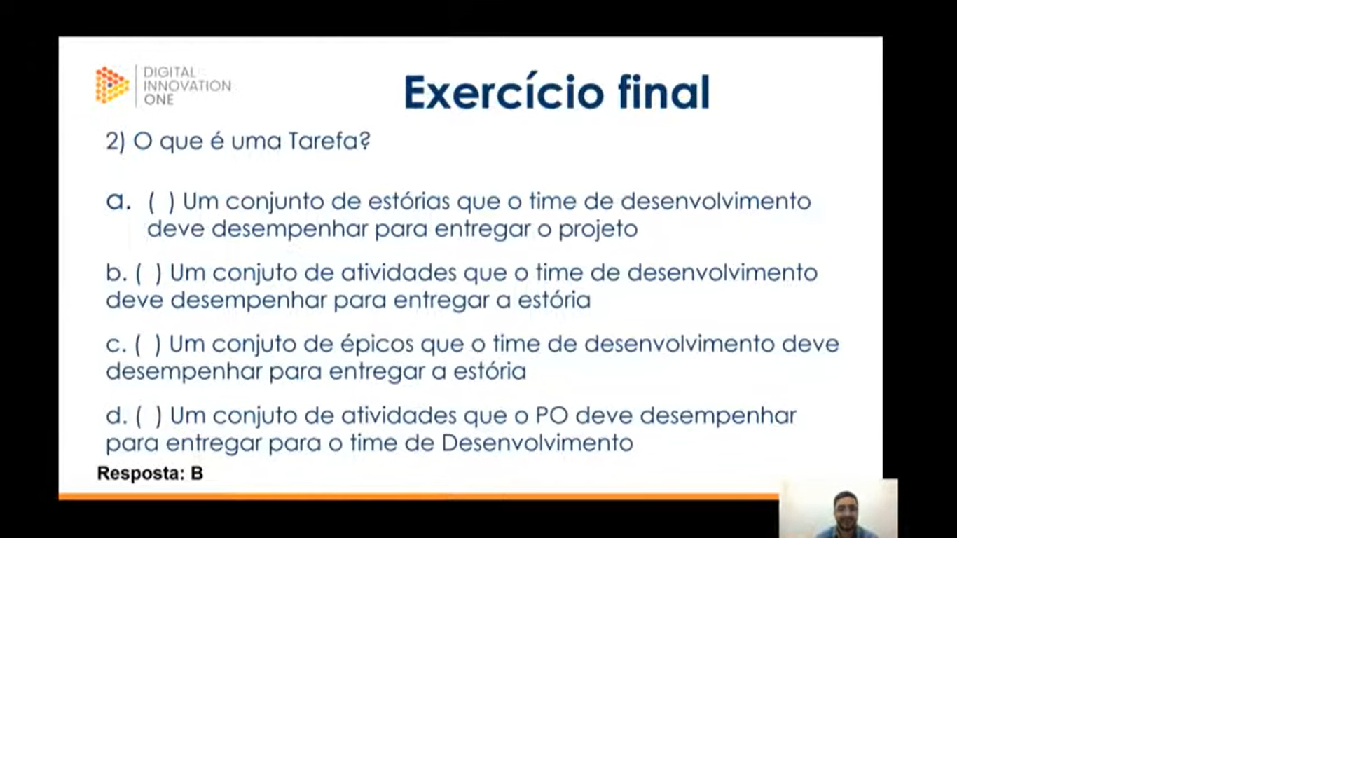 DIGITAL
INNOVATION
ONE
Exercício final
2) O que é uma Tarefa?
a. ( ) Um conjunto de estórias que o time de desenvolvimento
deve desempenhar para entregar o projeto
b. ( ) Um conjuto de atividades que o time de desenvolvimento
deve desempenhar para entregar a estória
c. ( ) Um conjuto de épicos que o time de desenvolvimento deve
desempenhar para entregar a estória
d. ( ) Um conjuto de atividades que o PO deve desempenhar
para entregar para o time de Desenvolvimento
Resposta: B